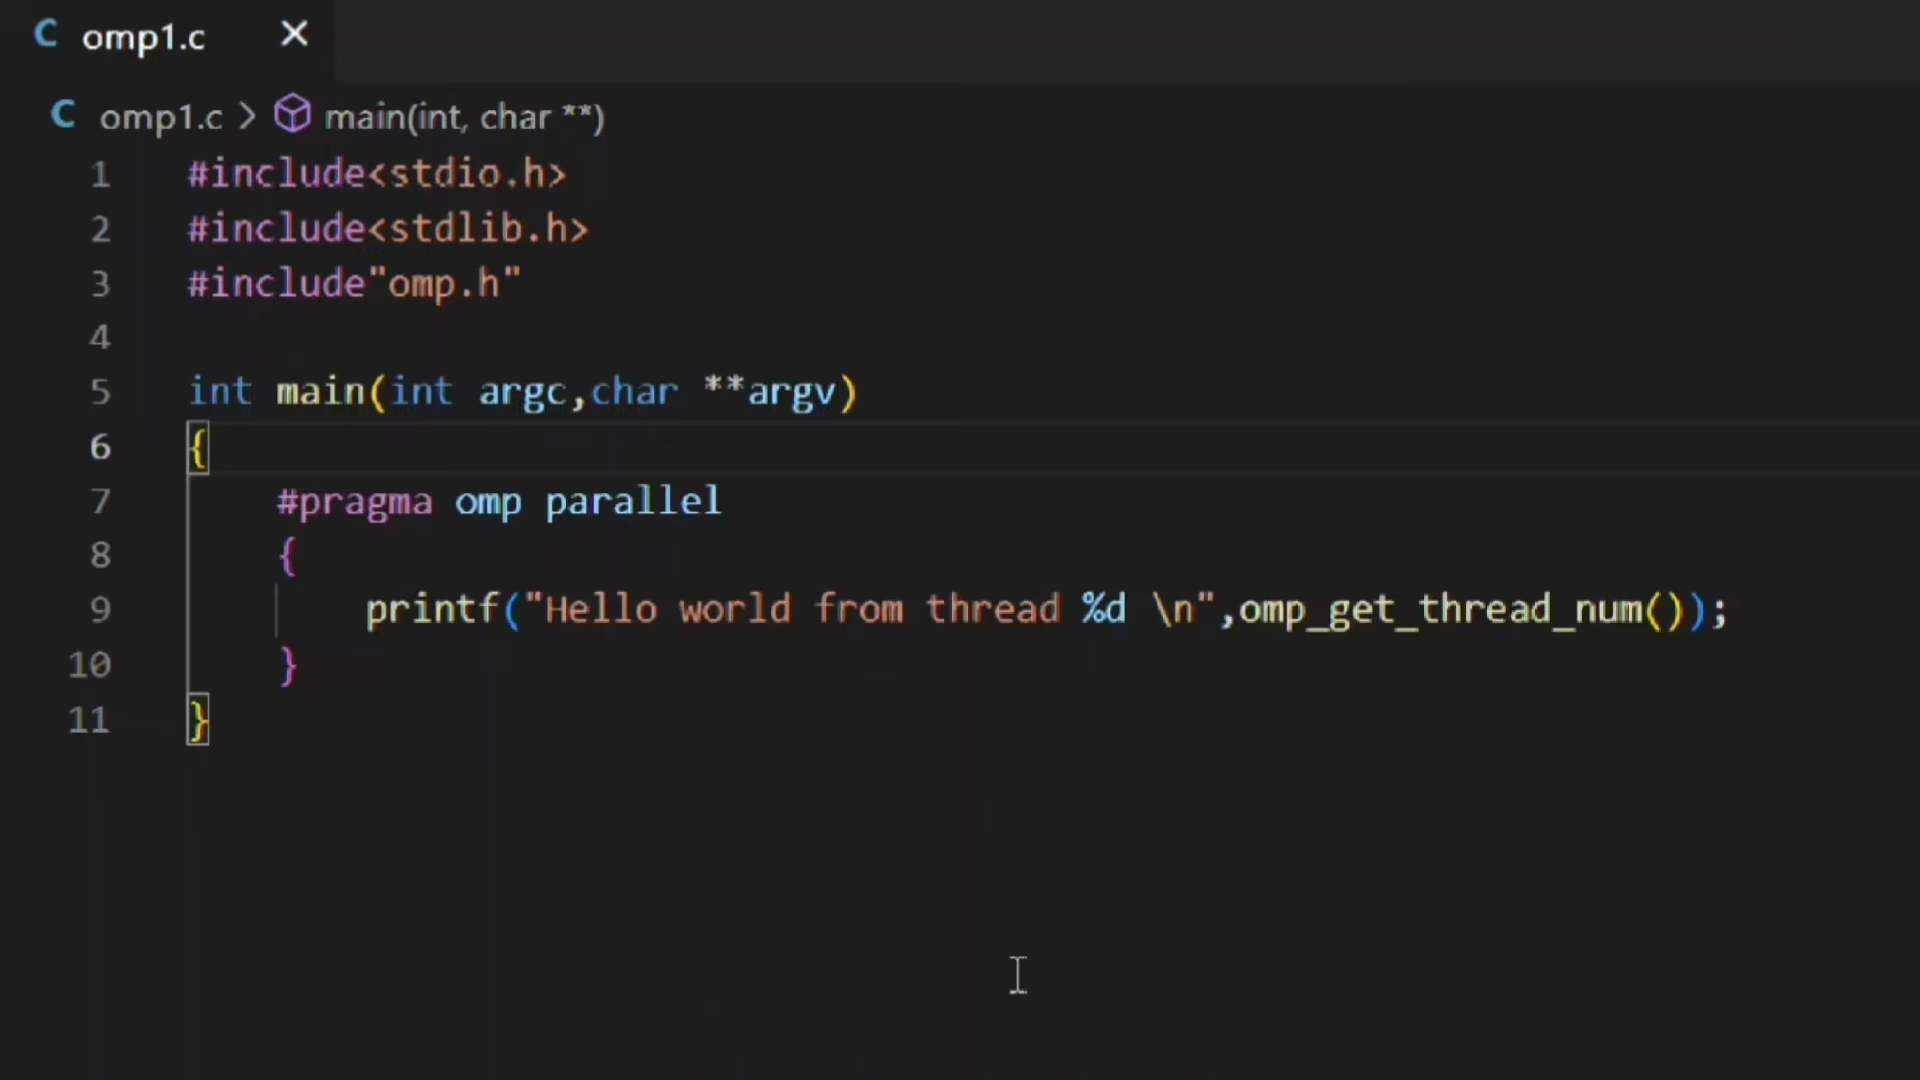 C omp1.c ×
C omp1.c > main(int, char **)
1 #include<stdio.h>
2 #include<stdlib.h>
3 #include"omp.h"
4
5 int main(int argc,char **argv)
6 {
7 #pragma omp parallel
8 {
9 printf("Hello world from thread %d \n",omp_get_thread_num());
10 }
11 }